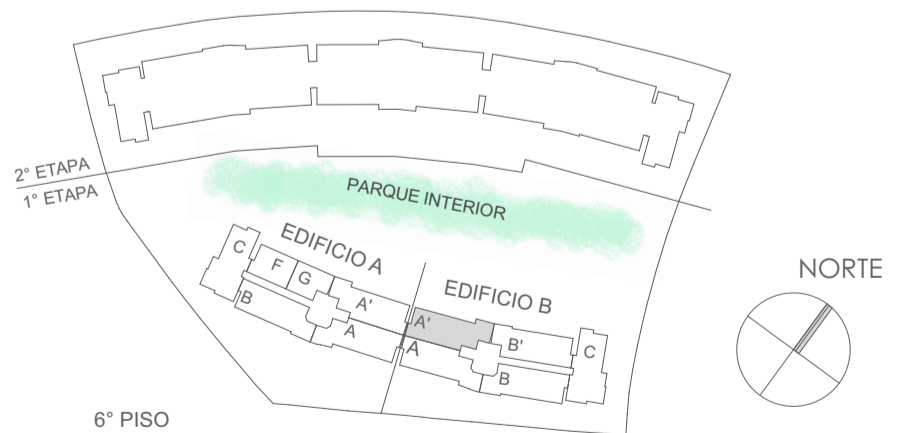 2° ETAPA
1° ETAPA
PARQUE INTERIOR
EDIFICIO A
C
F
G
B
A'
A
EDIFICIO B
A'
A
B'
B
C
NORTE
6° PISO